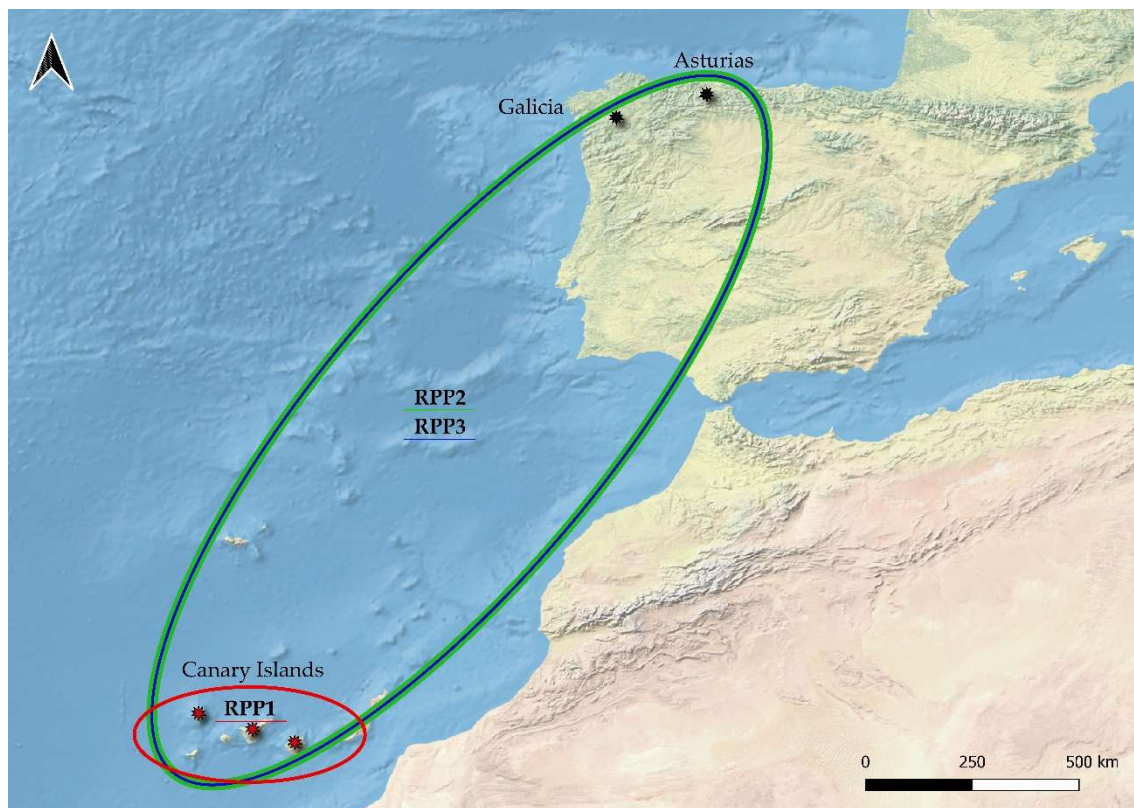 Asturias
Galicia
RPP2
RPP3
Canary Islands
RPP1
0 250 500 km